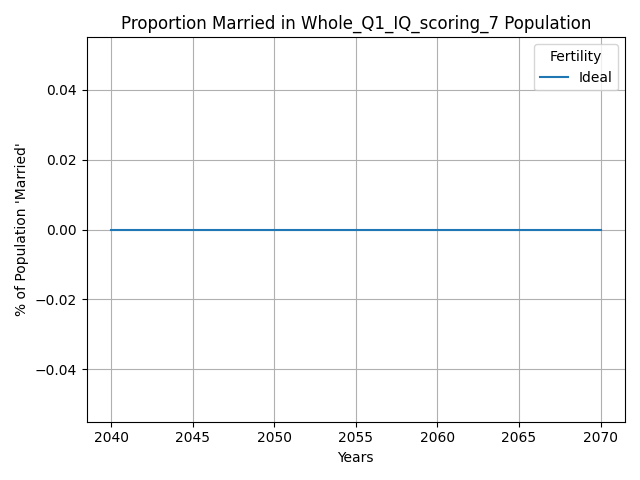 Proportion Married in Whole_Q1_IQ_scoring_7 Population
Fertility
Ideal
% of Population 'Married'
0.04
0.02
0.00
−0.02
−0.04
2040 2045 2050 2055 2060 2065 2070
Years